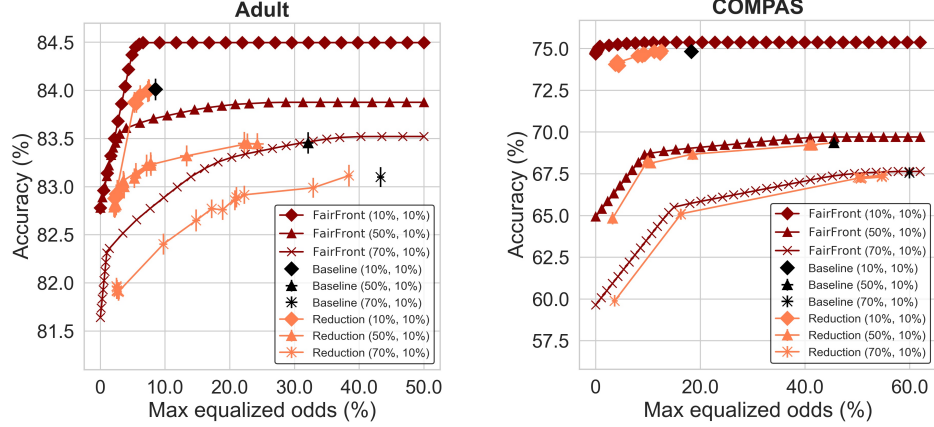 Adult
Accuracy (%)
84.5
84.0
83.5
83.0
82.5
82.0
81.5
0.0 10.0 20.0 30.0 40.0 50.0
Max equalized odds (%)
FairFront (10%, 10%)
FairFront (50%, 10%)
FairFront (70%, 10%)
Baseline (10%, 10%)
Baseline (50%, 10%)
Baseline (70%, 10%)
Reduction (10%, 10%)
Reduction (50%, 10%)
Reduction (70%, 10%)
COMPAS
Accuracy (%)
75.0
72.5
70.0
67.5
65.0
62.5
60.0
57.5
0 20.0 40.0 60.0
Max equalized odds (%)
FairFront (10%, 10%)
FairFront (50%, 10%)
FairFront (70%, 10%)
Baseline (10%, 10%)
Baseline (50%, 10%)
Baseline (70%, 10%)
Reduction (10%, 10%)
Reduction (50%, 10%)
Reduction (70%, 10%)